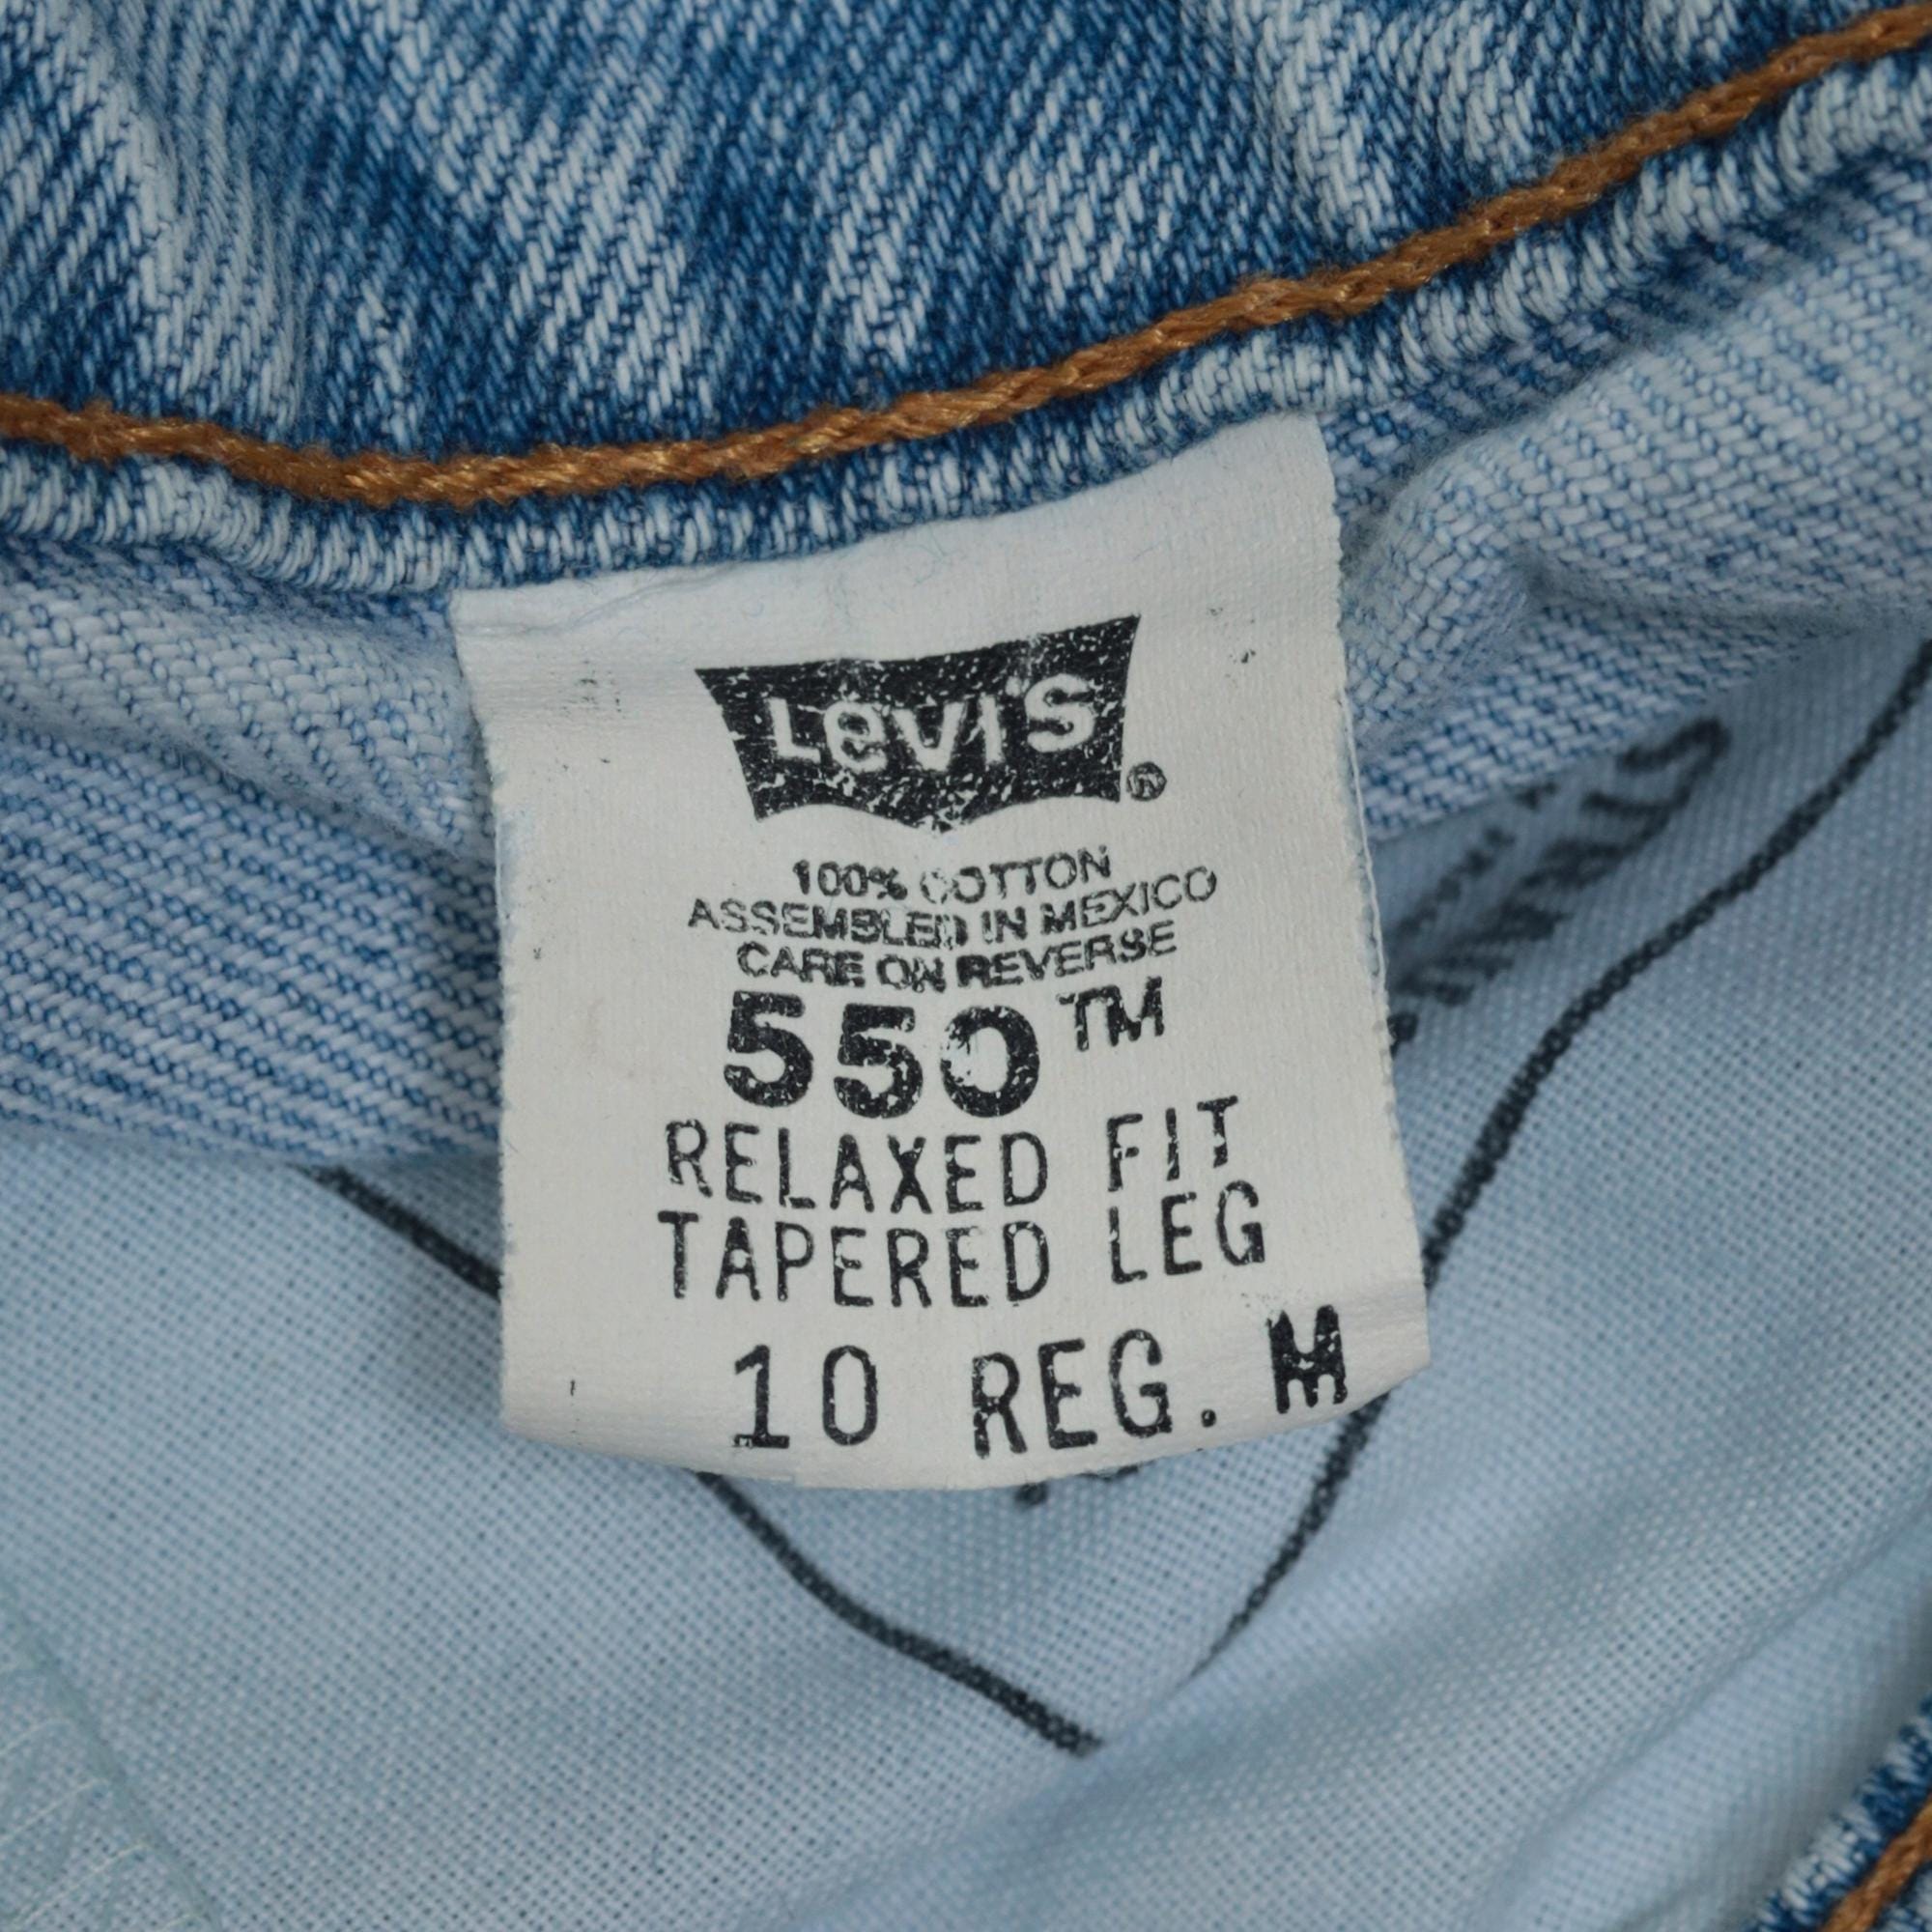 Levi's ®
100% COTTON
ASSEMBLED IN MEXICO
CARE ON REVERSE
550™
RELAXED FIT
TAPERED LEG
10 REG. M